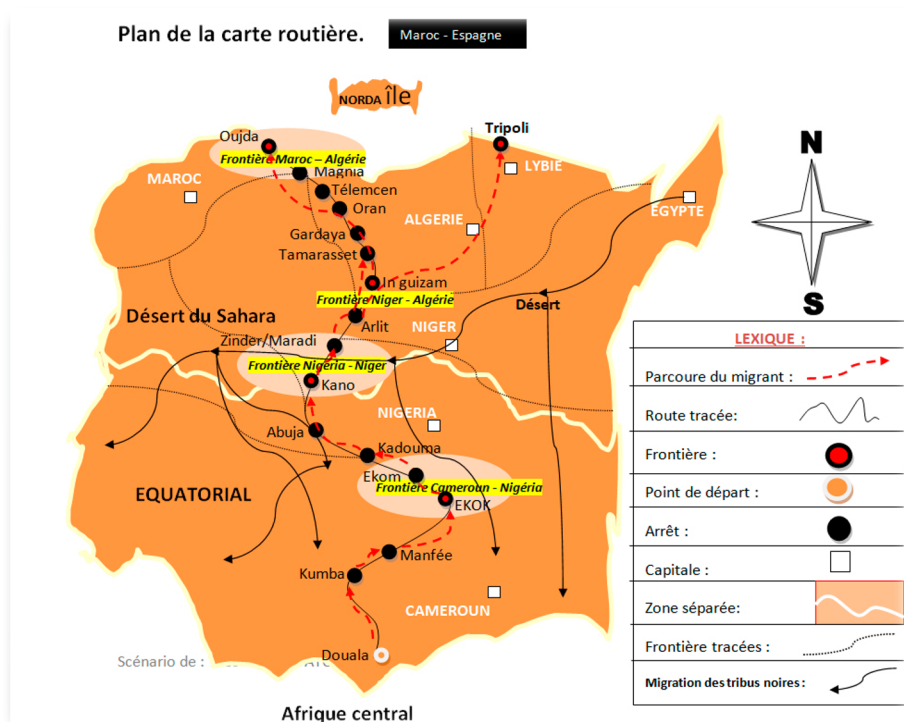 Plan de la carte routière.
Maroc - Espagne
NORDA île
Oujda
Tripoli
Frontière Maroc – Algérie
LYBIE
Magnia
MAROC
Télemcen
EGYPTE
Oran
ALGERIE
Gardaya
Tamarasset
In guizam
Frontière Niger - Algérie
Désert
Désert du Sahara
Arlit
NIGER
Zinder/Maradi
Frontière Nigéria - Niger
Kano
NIGERIA
Abuja
Kadouma
Ekom
Frontière Cameroun - Nigéria
EQUATORIAL
EKOK
Manfée
Kumba
CAMEROUN
Douala
Scénario de :
Afrique central
N
S
LEXIQUE :
Parcoure du migrant :
Route tracée:
Frontière :
Point de départ :
Arrêt :
Capitale :
Zone séparée:
Frontière tracées :
Migration des tribus noires :